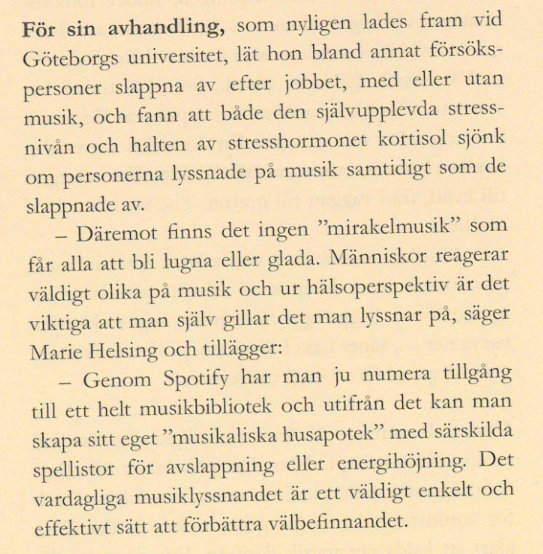 För sin avhandling, som nyligen lades fram vid
Göteborgs universitet, lät hon bland annat försöks-
personer slappna av efter jobbet, med eller utan
musik, och fann att både den självupplevda stress-
nivån och halten av stresshormonet kortisol sjönk
om personerna lyssnade på musik samtidigt som de
slappnade av.
– Däremot finns det ingen ”mirakelmusik” som
får alla att bli lugna eller glada. Människor reagerar
väldigt olika på musik och ur hälsoperspektiv är det
viktiga att man själv gillar det man lyssnar på, säger
Marie Helsing och tillägger:
– Genom Spotify har man ju numera tillgång
till ett helt musikbibliotek och utifrån det kan man
skapa sitt eget ”musikaliska husapotek” med särskilda
spellistor för avslappning eller energihöjning. Det
vardagliga musiklyssnandet är ett väldigt enkelt och
effektivt sätt att förbättra välbefinnandet.